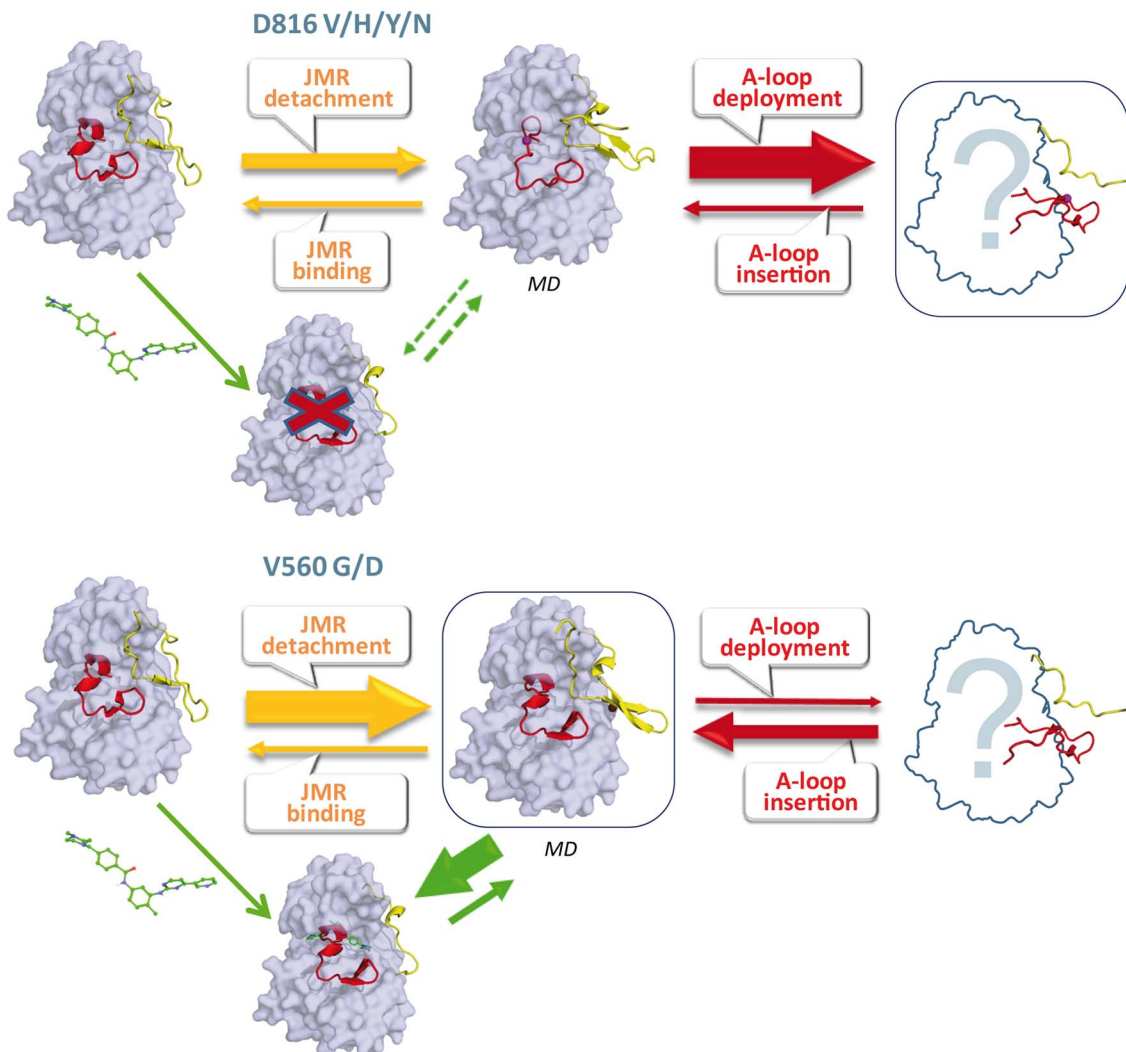 D816 V/H/Y/N
JMR
detachment
A-loop
deployment
?
JMR
binding
A-loop
insertion
MD
V560 G/D
JMR
detachment
A-loop
deployment
?
JMR
binding
A-loop
insertion
MD